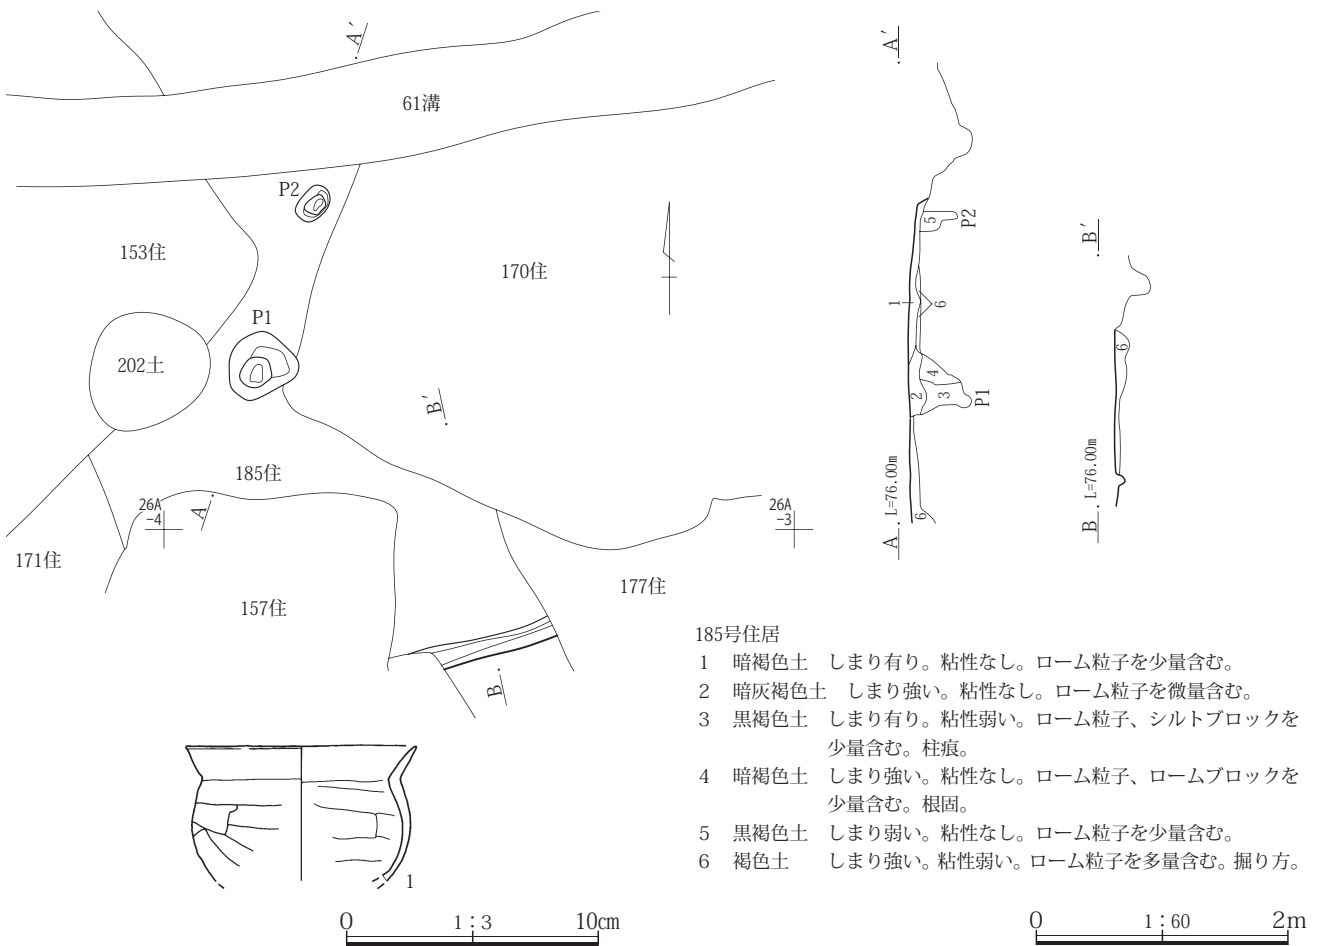 A′
61溝
P2
153住
170住
P1
202土
B′
185住
26A
-4
A
26A
-3
171住
157住
177住
B
A′
5
P2
1
6
4
2
3
P1
L=76.00m
6
A
B′
6
L=76.00m
B
185号住居
1 暗褐色土 しまり有り。粘性なし。ローム粒子を少量含む。
2 暗灰褐色土 しまり強い。粘性なし。ローム粒子を微量含む。
3 黒褐色土 しまり有り。粘性弱い。ローム粒子、シルトブロックを
少量含む。柱痕。
4 暗褐色土 しまり強い。粘性なし。ローム粒子、ロームブロックを
少量含む。根固。
5 黒褐色土 しまり弱い。粘性なし。ローム粒子を少量含む。
6 褐色土 しまり強い。粘性弱い。ローム粒子を多量含む。掘り方。
1
0 1：3 10cm
0 1：60 2m